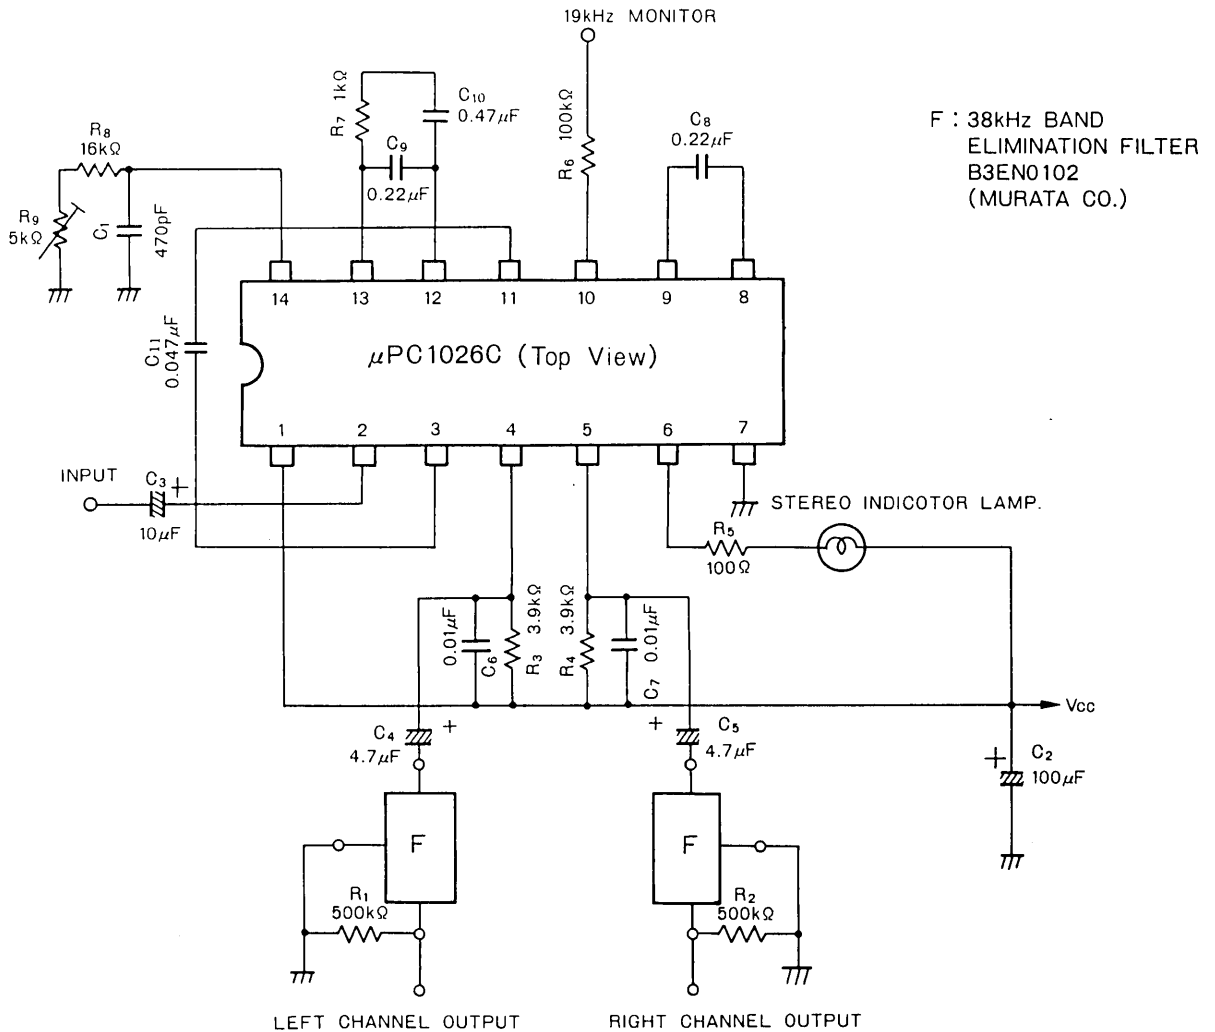 19kHz MONITOR
R7 1kΩ
C10
0.47μF
C9
0.22μF
R6 100kΩ
C8
0.22μF
F : 38kHz BAND
ELIMINATION FILTER
B3EN0102
(MURATA CO.)
R8
16kΩ
R9
5kΩ
C1 470pF
14 13 12 11 10 9 8
C11
0.047μF
μPC1026C (Top View)
1 2 3 4 5 6 7
INPUT
C3 +
10μF
STEREO INDICOTOR LAMP.
R5
100Ω
0.01μF C6
R3 3.9kΩ
R4 3.9kΩ
0.01μF C7
Vcc
C4 +
4.7μF
+ C5
4.7μF
+ C2
100μF
F
F
R1
500kΩ
R2
500kΩ
LEFT CHANNEL OUTPUT
RIGHT CHANNEL OUTPUT